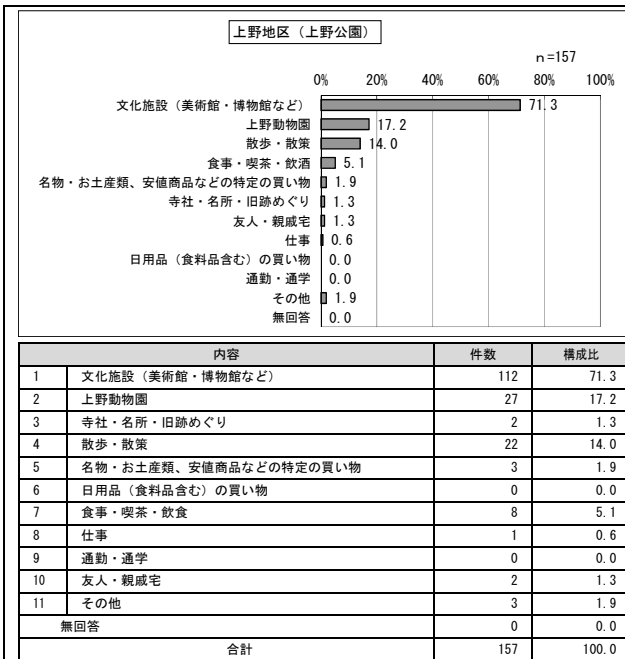 上野地区（上野公園）
n=157
0% 20% 40% 60% 80% 100%
文化施設（美術館・博物館など） 71.3
上野動物園 17.2
散歩・散策 14.0
食事・喫茶・飲酒 5.1
名物・お土産類、安値商品などの特定の買い物 1.9
寺社・名所・旧跡めぐり 1.3
友人・親戚宅 1.3
仕事 0.6
日用品（食料品含む）の買い物 0.0
通勤・通学 0.0
その他 1.9
無回答 0.0
内容 件数 構成比
1 文化施設（美術館・博物館など） 112 71.3
2 上野動物園 27 17.2
3 寺社・名所・旧跡めぐり 2 1.3
4 散歩・散策 22 14.0
5 名物・お土産類、安値商品などの特定の買い物 3 1.9
6 日用品（食料品含む）の買い物 0 0.0
7 食事・喫茶・飲食 8 5.1
8 仕事 1 0.6
9 通勤・通学 0 0.0
10 友人・親戚宅 2 1.3
11 その他 3 1.9
無回答 0 0.0
合計 157 100.0